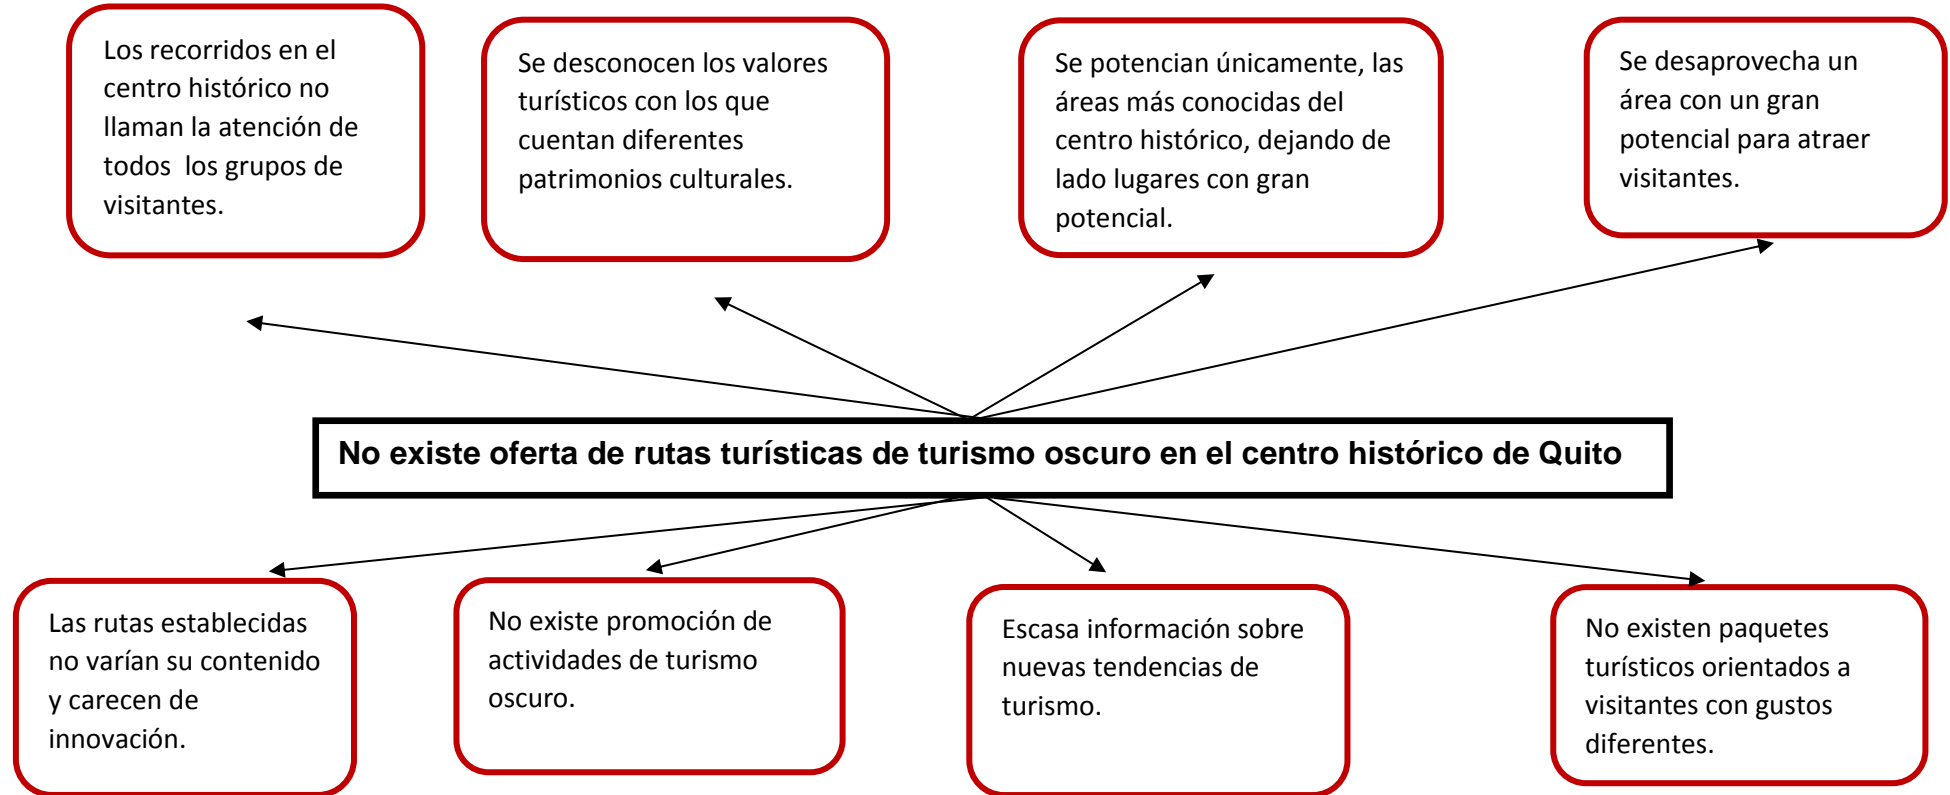 Los recorridos en el
centro histórico no
llaman la atención de
todos  los grupos de
visitantes.
Se desconocen los valores
turísticos con los que
cuentan diferentes
patrimonios culturales.
Se potencian únicamente, las
áreas más conocidas del
centro histórico, dejando de
lado lugares con gran
potencial.
Se desaprovecha un
área con un gran
potencial para atraer
visitantes.
No existe oferta de rutas turísticas de turismo oscuro en el centro histórico de Quito
Las rutas establecidas
no varían su contenido
y carecen de
innovación.
No existe promoción de
actividades de turismo
oscuro.
Escasa información sobre
nuevas tendencias de
turismo.
No existen paquetes
turísticos orientados a
visitantes con gustos
diferentes.